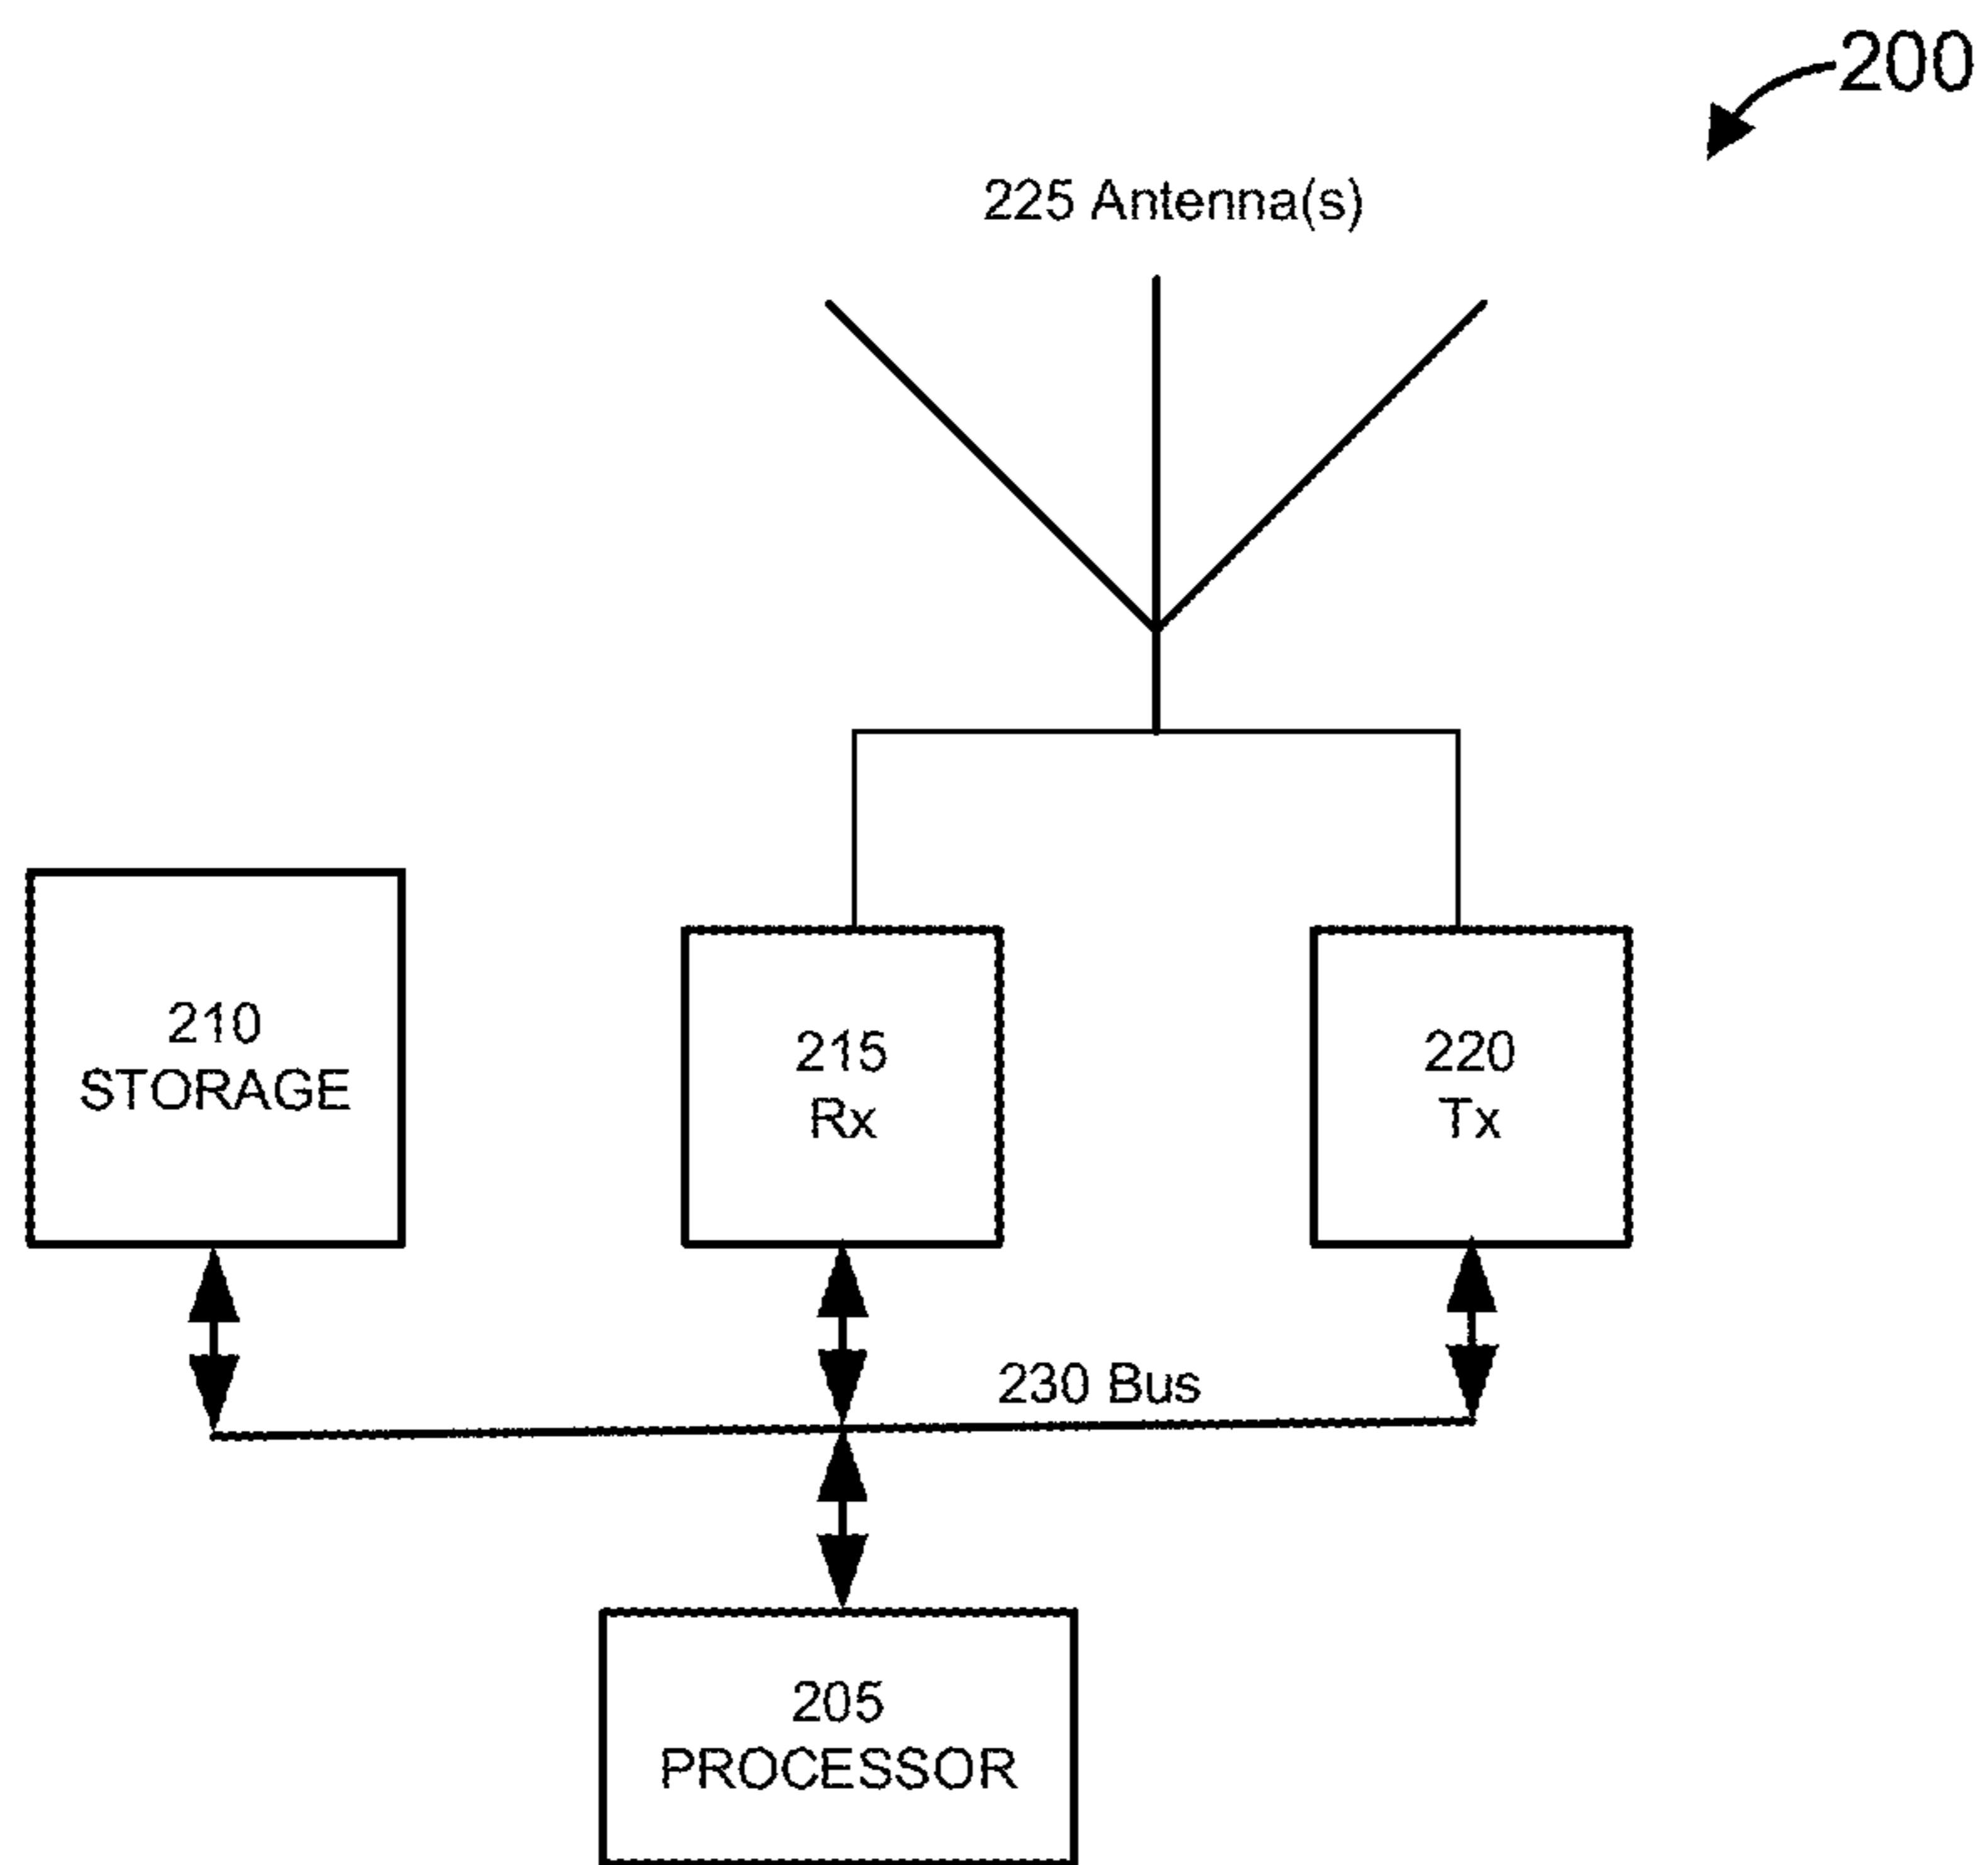 200
225 Antenna(s)
210
STORAGE
215
Rx
220
Tx
230 Bus
205
PROCESSOR